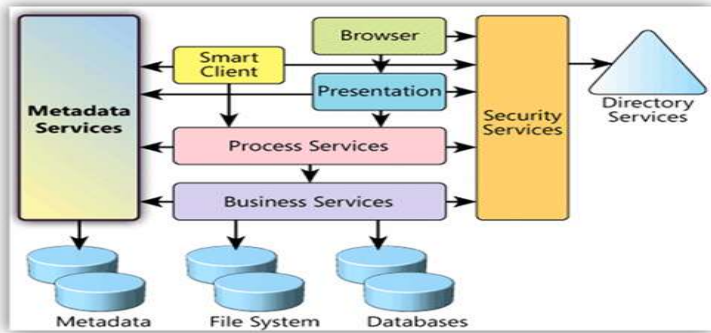 Browser
Smart
Client
Metadata
Services
Presentation
Security
Services
Directory
Services
Process Services
Business Services
Metadata
File System
Databases